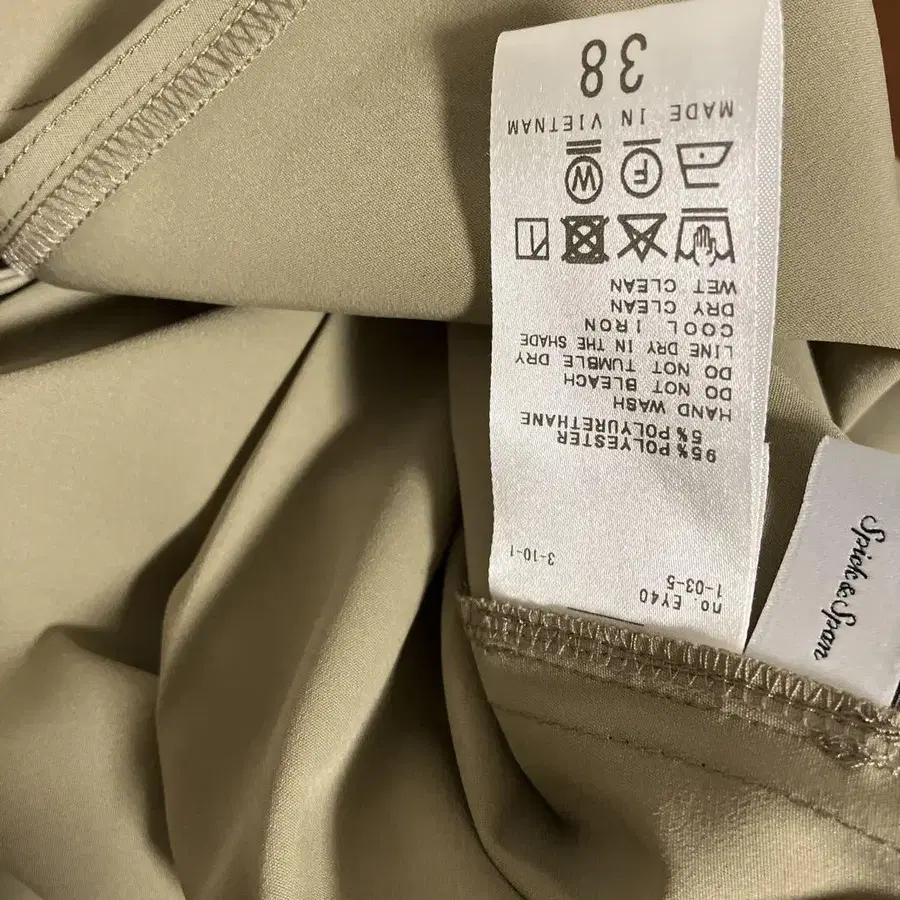 no. EY40
1-03-5
3-10-1
95% POLYESTER
5% POLYURETHANE
HAND WASH
DO NOT BLEACH
DO NOT TUMBLE DRY
LINE DRY IN THE SHADE
COOL IRON
DRY CLEAN
WET CLEAN
F W
MADE IN VIETNAM
38
Spick & Span